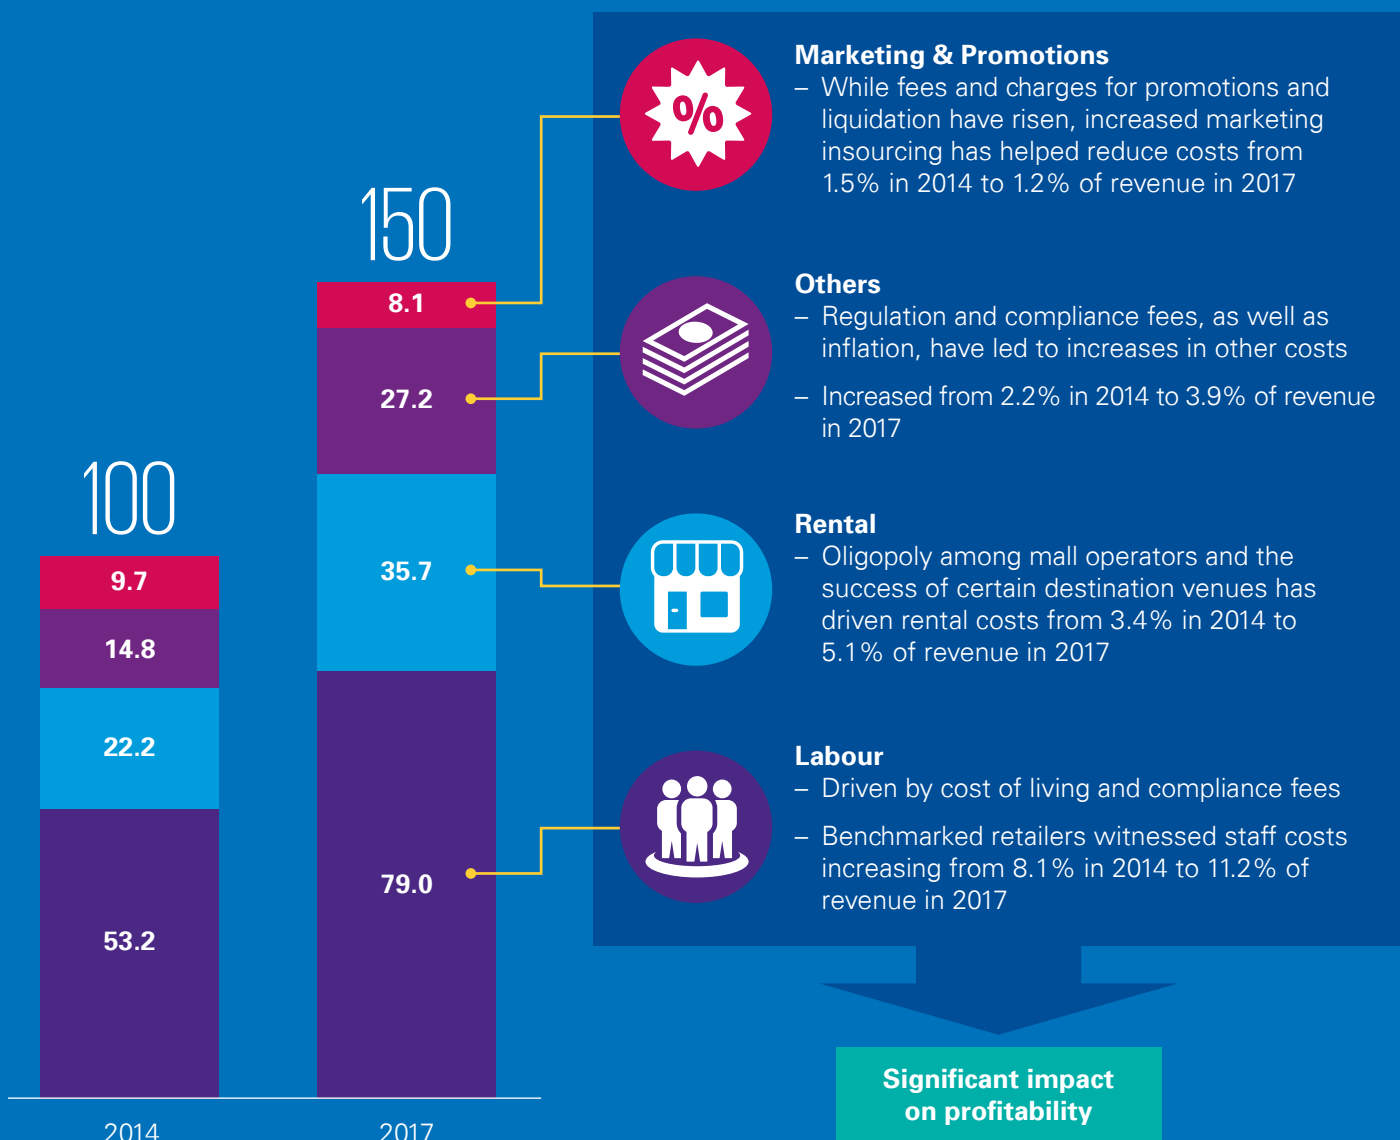 150
8.1
27.2
35.7
79.0
100
9.7
14.8
22.2
53.2
2014
2017
%
Marketing & Promotions
– While fees and charges for promotions and
liquidation have risen, increased marketing
insourcing has helped reduce costs from
1.5% in 2014 to 1.2% of revenue in 2017
Others
– Regulation and compliance fees, as well as
inflation, have led to increases in other costs
– Increased from 2.2% in 2014 to 3.9% of revenue
in 2017
Rental
– Oligopoly among mall operators and the
success of certain destination venues has
driven rental costs from 3.4% in 2014 to
5.1% of revenue in 2017
Labour
– Driven by cost of living and compliance fees
– Benchmarked retailers witnessed staff costs
increasing from 8.1% in 2014 to 11.2% of
revenue in 2017
Significant impact
on profitability